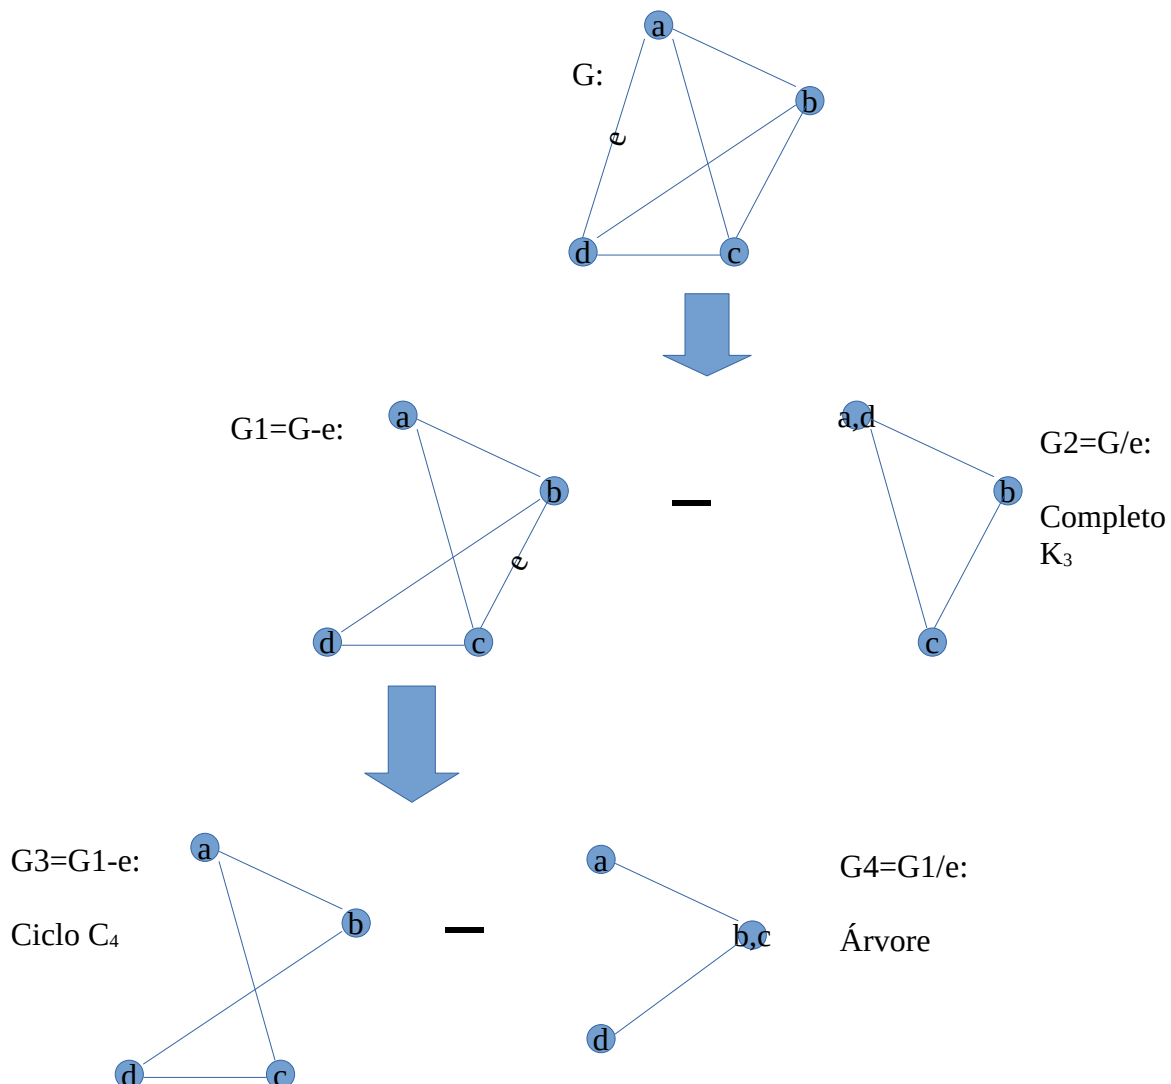 a
G:
b
e
d
c
G1=G-e:
a
b
e
d
c
a,d
G2=G/e:
b
Completo
K₃
c
G3=G1-e:
a
Ciclo C₄
b
d
c
a
G4=G1/e:
b,c
Árvore
d